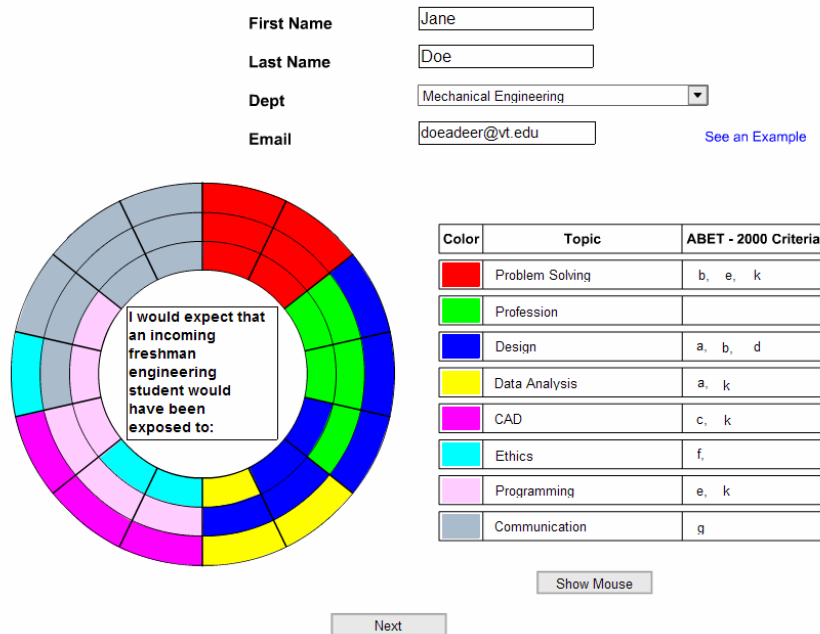 First Name Jane
Last Name Doe
Dept Mechanical Engineering
Email doeadeer@vt.edu
See an Example
I would expect that
an incoming
freshman
engineering
student would
have been
exposed to:
Color Topic ABET - 2000 Criteria
Problem Solving b, e, k
Profession
Design a, b, d
Data Analysis a, k
CAD c, k
Ethics f,
Programming e, k
Communication g
Show Mouse
Next